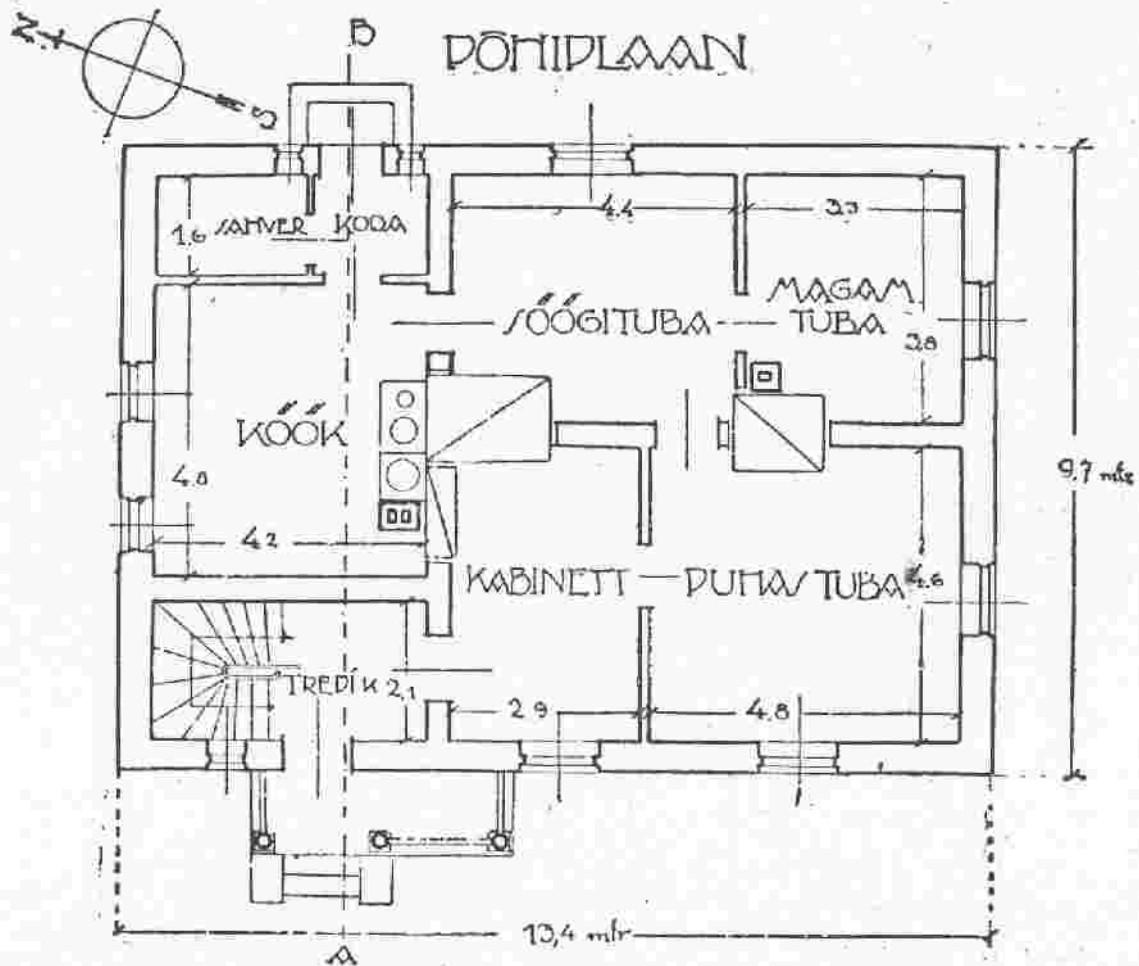 N.
S
B
PÕHIPLAAN
1.6
SAHVER KODA
4.4
3.3
SÖÖGITUBA
MAGAM.
TUBA
3.8
KÖÖK
4.8
4.2
9.7 mtr
KABINETT
PUHAS TUBA
4.6
TREPIK
2.1
2.9
4.8
13,4 mtr
A